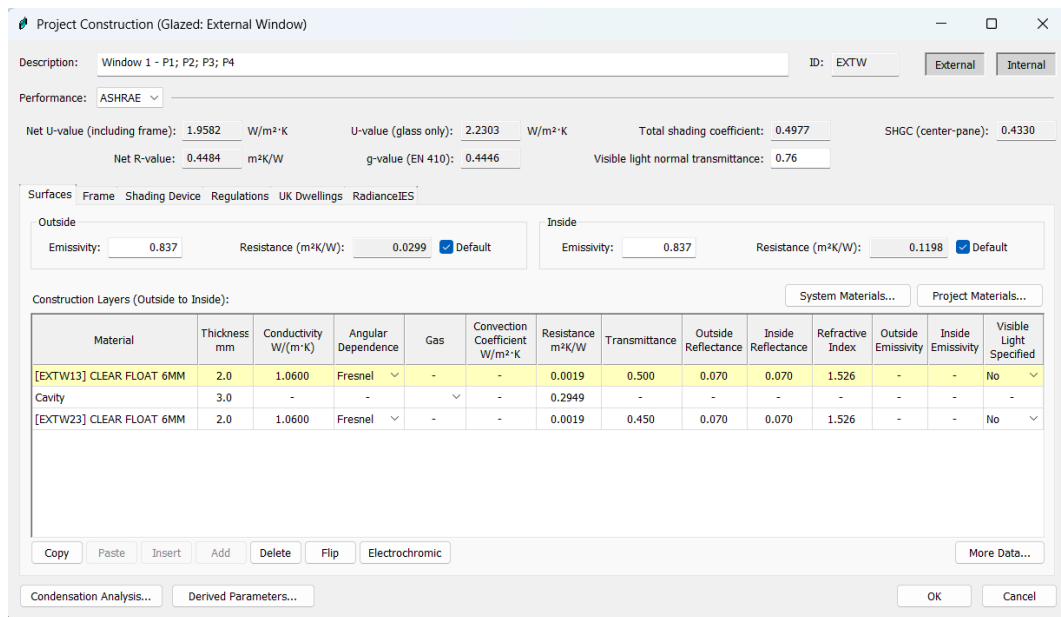 Project Construction (Glazed: External Window)
Description: Window 1 - P1; P2; P3; P4 ID: EXTW External Internal
Performance: ASHRAE
Net U-value (including frame): 1.9582 W/m²·K U-value (glass only): 2.2303 W/m²·K Total shading coefficient: 0.4977 SHGC (center-pane): 0.4330
Net R-value: 0.4484 m²K/W g-value (EN 410): 0.4446 Visible light normal transmittance: 0.76
Surfaces Frame Shading Device Regulations UK Dwellings RadianceIES
Outside Inside
Emissivity: 0.837 Resistance (m²K/W): 0.0299 Default Emissivity: 0.837 Resistance (m²K/W): 0.1198 Default
Construction Layers (Outside to Inside): System Materials... Project Materials...
Material Thickness mm Conductivity W/(m·K) Angular Dependence Gas Convection Coefficient W/m²·K Resistance m²K/W Transmittance Outside Reflectance Inside Reflectance Refractive Index Outside Emissivity Inside Emissivity Visible Light Specified
[EXTW13] CLEAR FLOAT 6MM 2.0 1.0600 Fresnel - - 0.0019 0.500 0.070 0.070 1.526 - - No
Cavity 3.0 - - - 0.2949 - - - - - - -
[EXTW23] CLEAR FLOAT 6MM 2.0 1.0600 Fresnel - - 0.0019 0.450 0.070 0.070 1.526 - - No
Copy Paste Insert Add Delete Flip Electrochromic More Data...
Condensation Analysis... Derived Parameters... OK Cancel